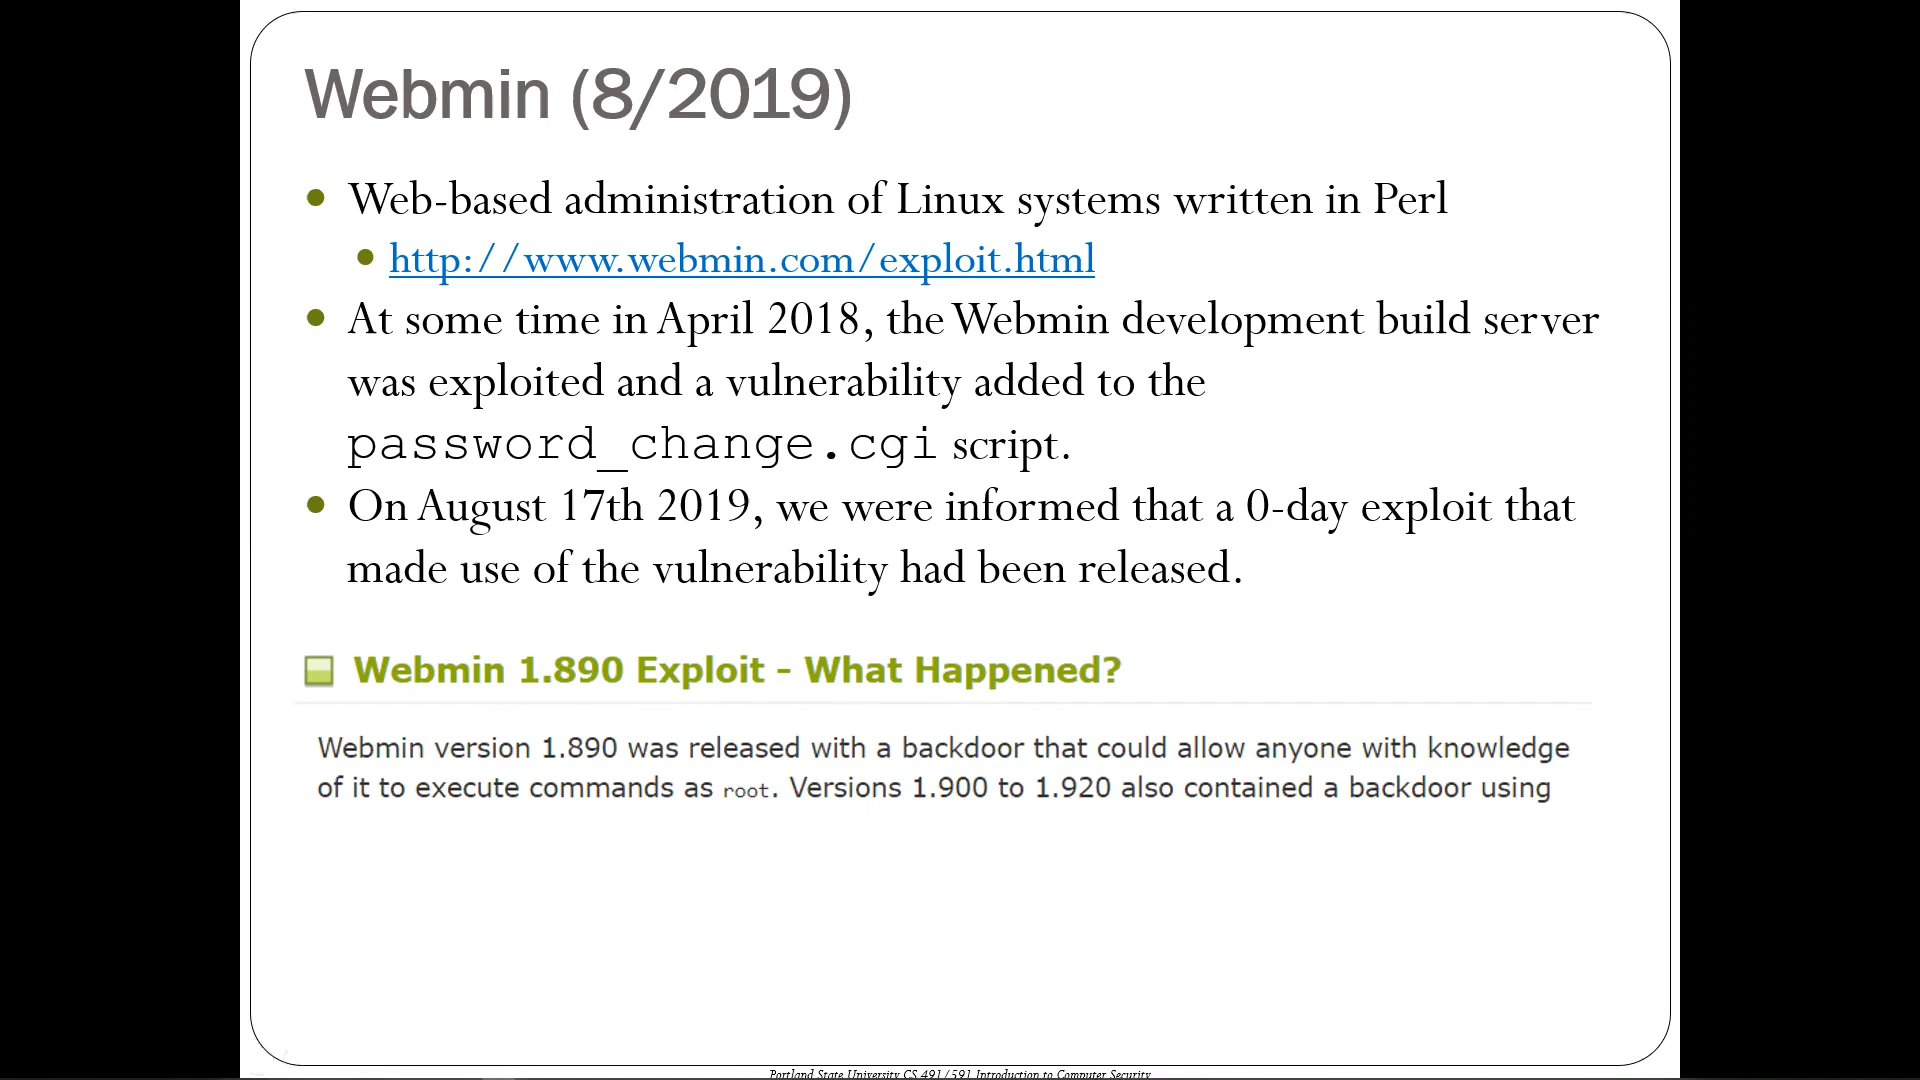 Webmin (8/2019)
Web-based administration of Linux systems written in Perl
http://www.webmin.com/exploit.html
At some time in April 2018, the Webmin development build server
was exploited and a vulnerability added to the
password_change.cgi script.
On August 17th 2019, we were informed that a 0-day exploit that
made use of the vulnerability had been released.
Webmin 1.890 Exploit - What Happened?
Webmin version 1.890 was released with a backdoor that could allow anyone with knowledge
of it to execute commands as root. Versions 1.900 to 1.920 also contained a backdoor using
Portland State University CS 491/591 Introduction to Computer Security